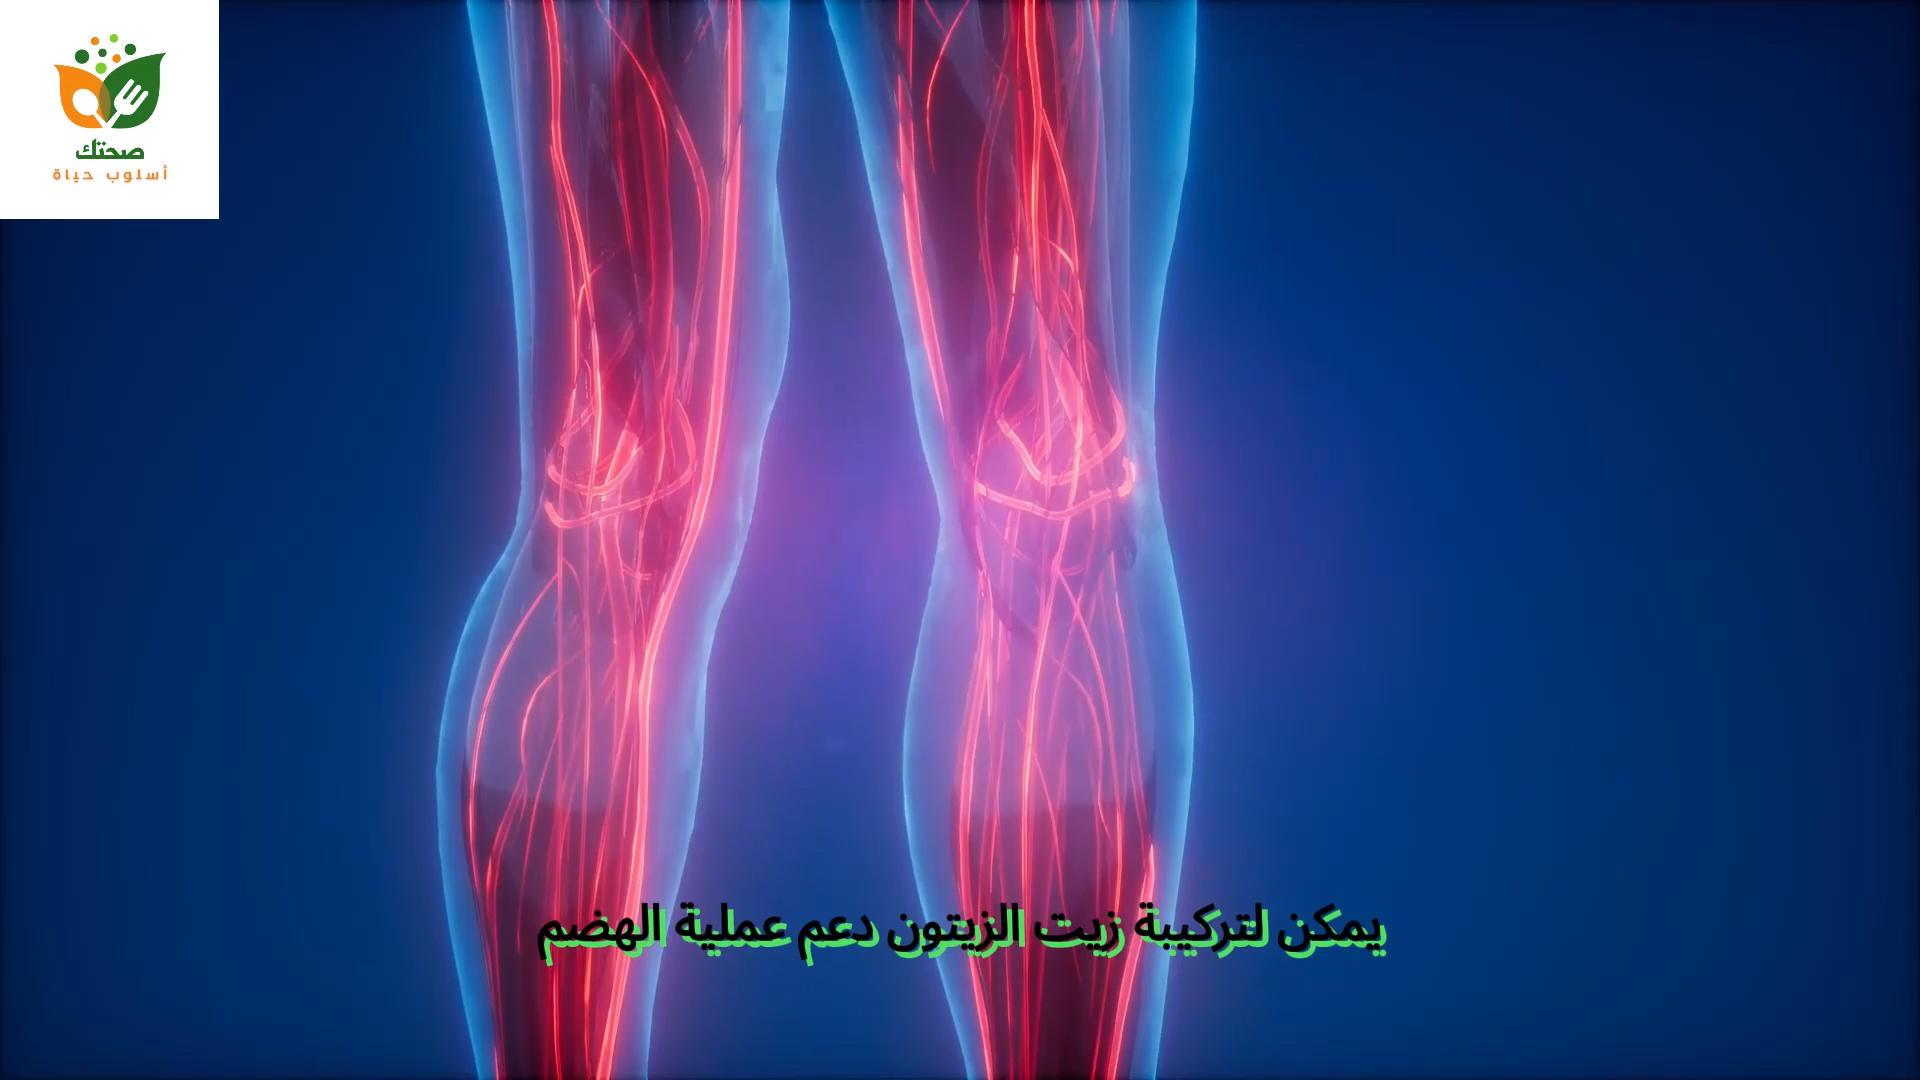 صحتك
أسلوب حياة
يمكن لتركيبة زيت الزيتون دعم عملية الهضم